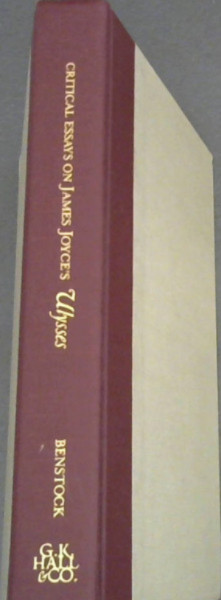 CRITICAL ESSAYS ON JAMES JOYCE'S Ulysses
BENSTOCK
G.K.
HALL
&CO.